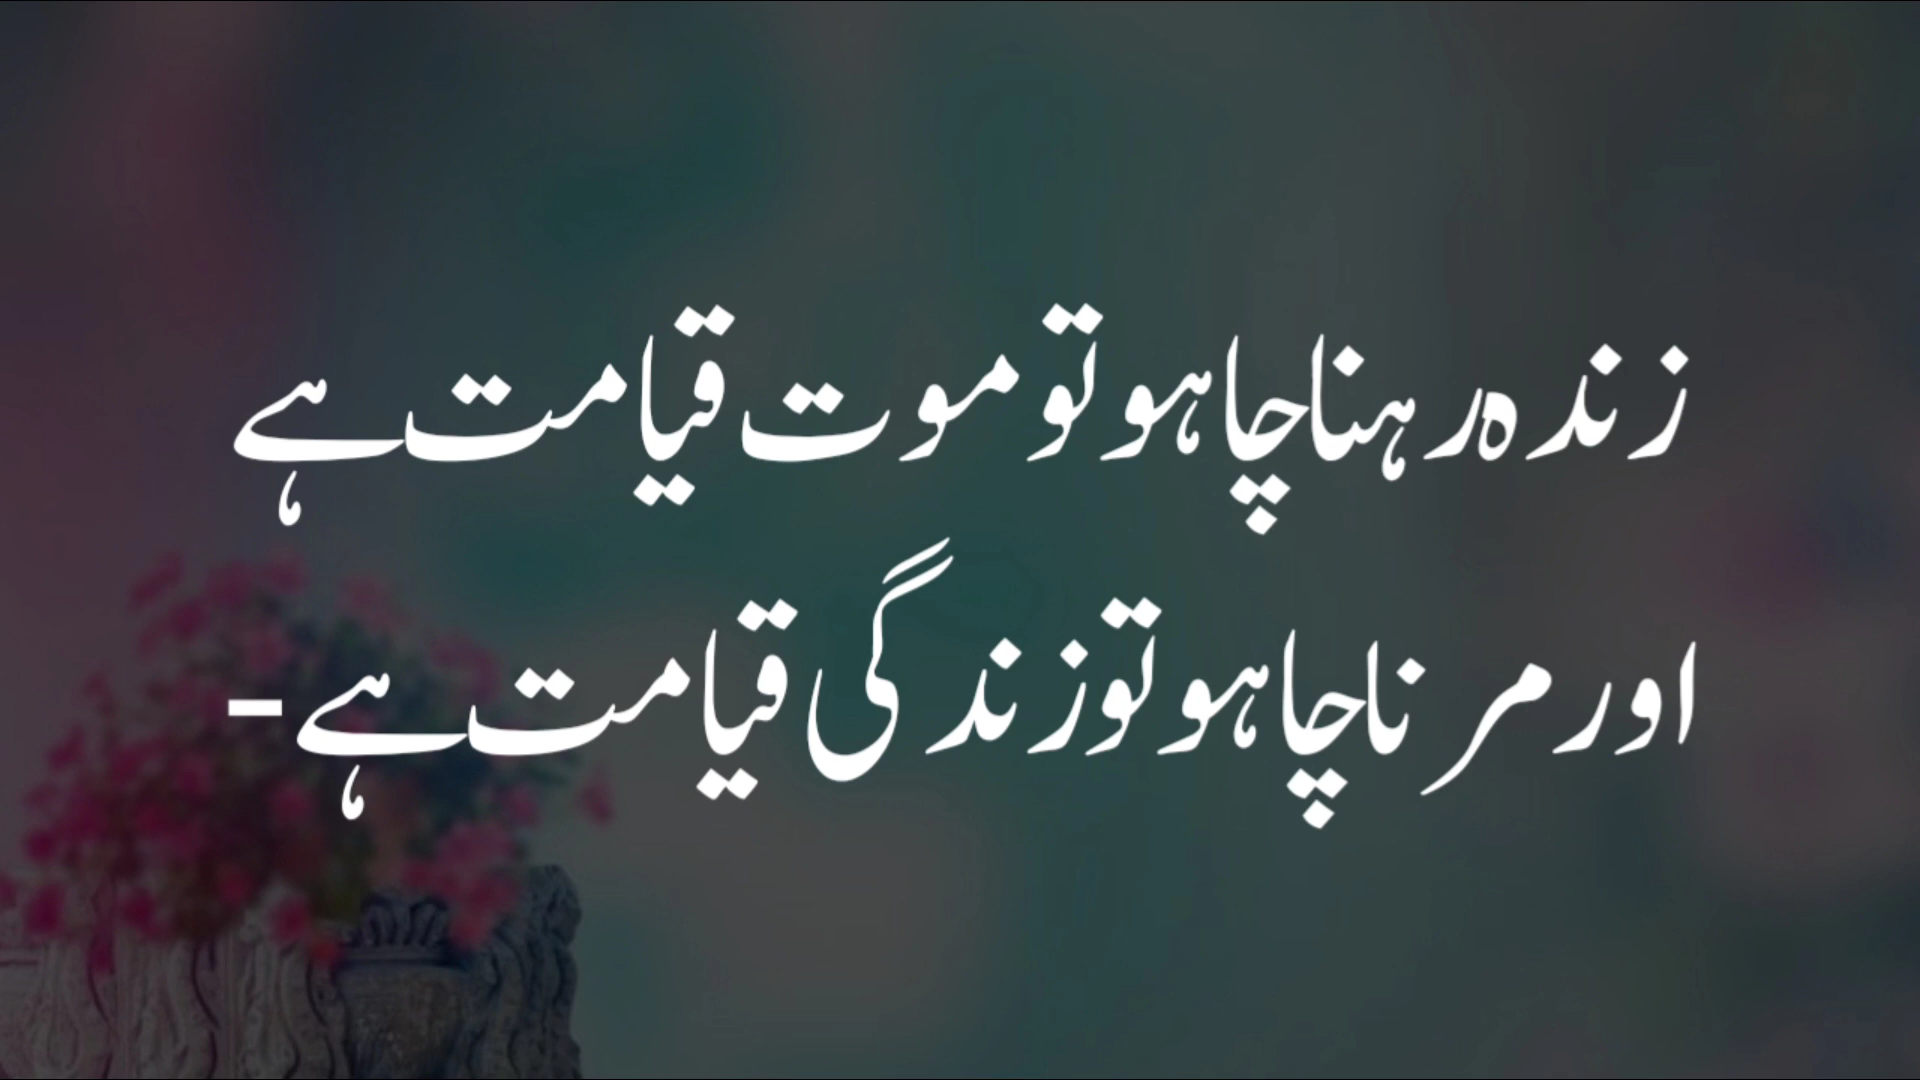 زندہ رہنا چاہو تو موت قیامت ہے
اور مرنا چاہو تو زندگی قیامت ہے-